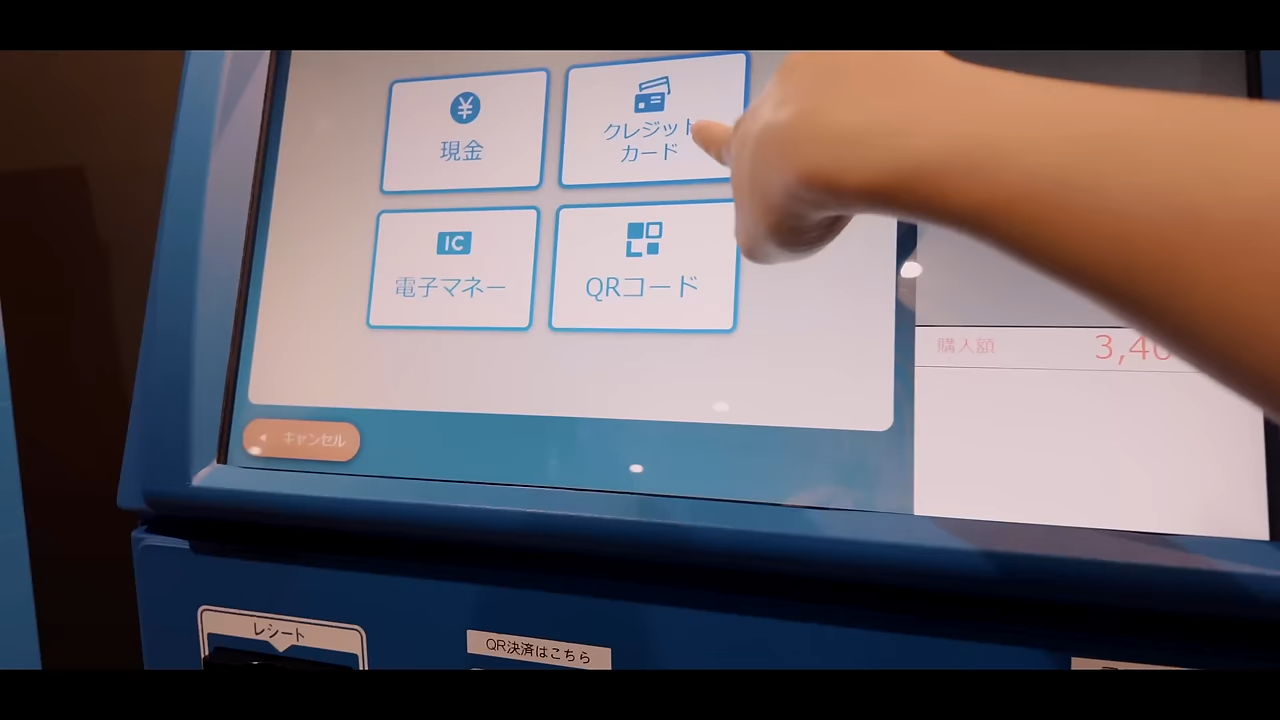 ¥
現金
クレジット
カード
IC
電子マネー
QRコード
購入額
3,40
キャンセル
レシート
QR決済はこちら